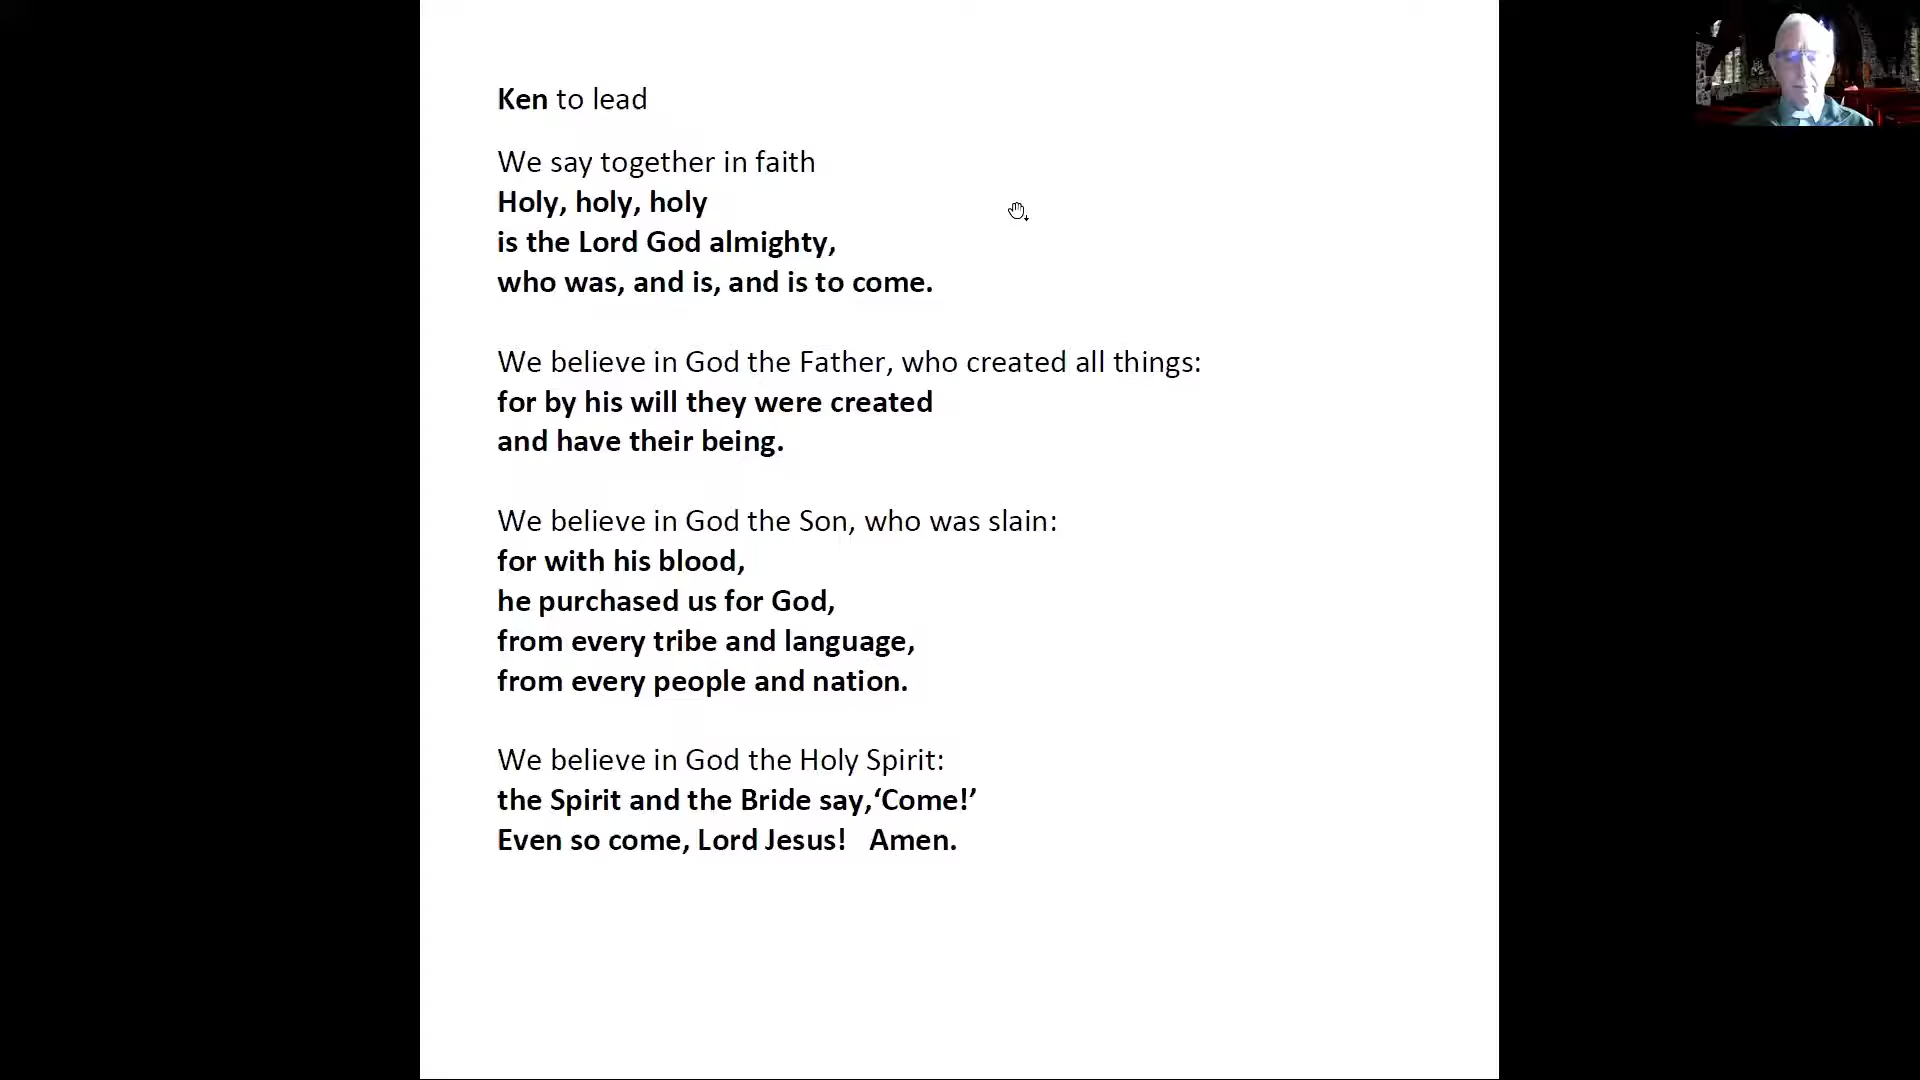 Ken to lead
We say together in faith
Holy, holy, holy
is the Lord God almighty,
who was, and is, and is to come.
We believe in God the Father, who created all things:
for by his will they were created
and have their being.
We believe in God the Son, who was slain:
for with his blood,
he purchased us for God,
from every tribe and language,
from every people and nation.
We believe in God the Holy Spirit:
the Spirit and the Bride say,‘Come!’
Even so come, Lord Jesus!   Amen.